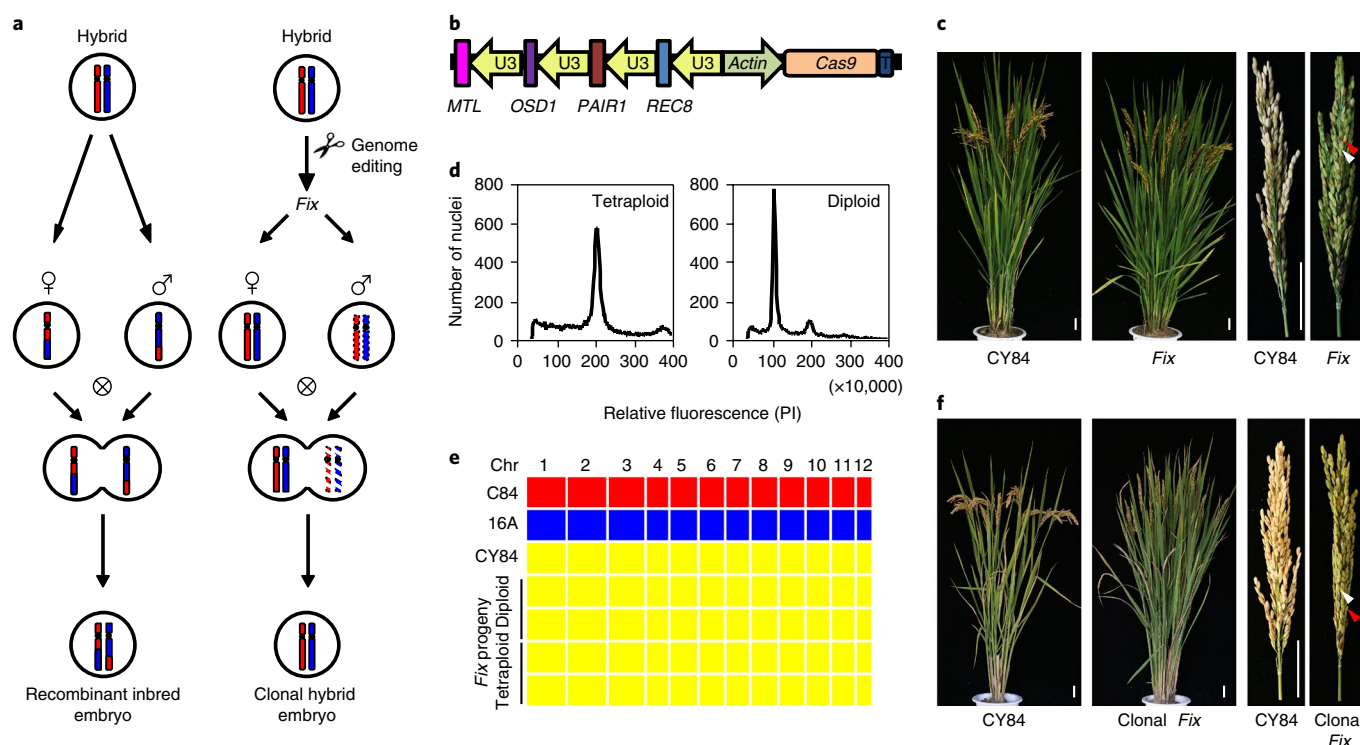 a
Hybrid
Hybrid
Genome
editing
Fix
♀
♂
♀
♂
Recombinant inbred
embryo
Clonal hybrid
embryo
b
U3
U3
U3
U3
Actin
Cas9
T
MTL
OSD1
PAIR1
REC8
c
CY84
Fix
CY84
Fix
d
Number of nuclei
800
600
400
200
0
Tetraploid
0
100
200
300
400
800
600
400
200
0
Diploid
0
100
200
300
400
(×10,000)
Relative fluorescence (PI)
e
Chr
1
2
3
4
5
6
7
8
9
10
11
12
C84
16A
CY84
Fix progeny
Tetraploid
Diploid
f
CY84
Clonal Fix
CY84
Clonal
Fix